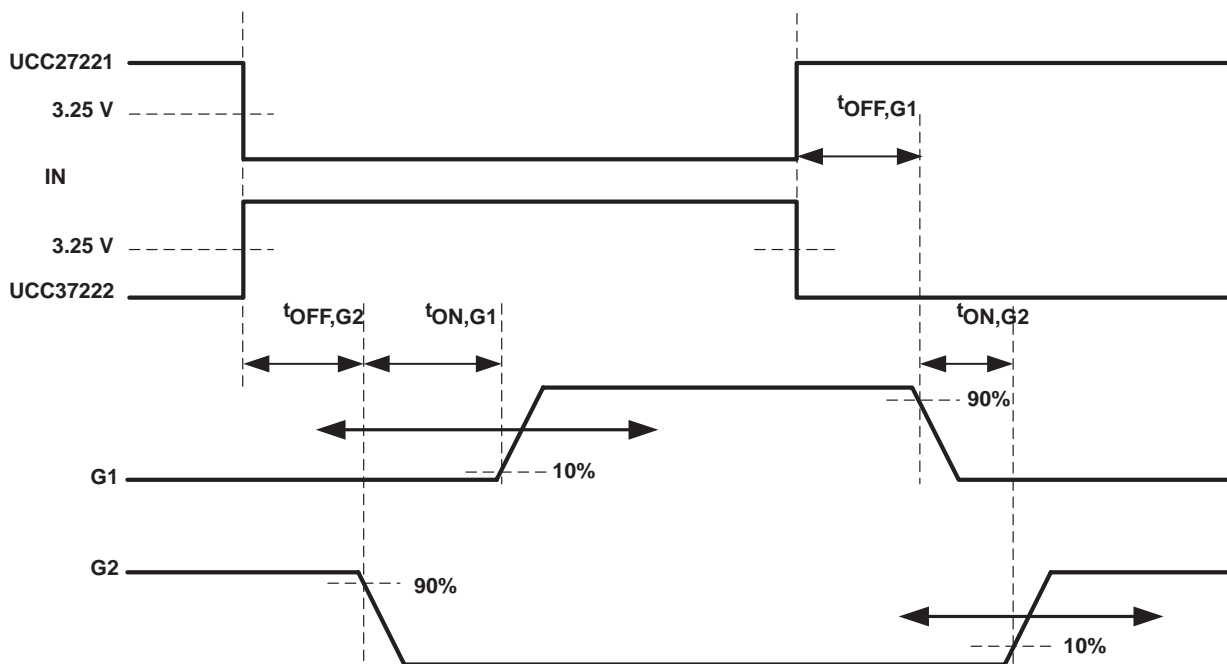 UCC27221
3.25 V
tOFF,G1
IN
3.25 V
UCC37222
tOFF,G2
tON,G1
tON,G2
90%
10%
G1
G2
90%
10%